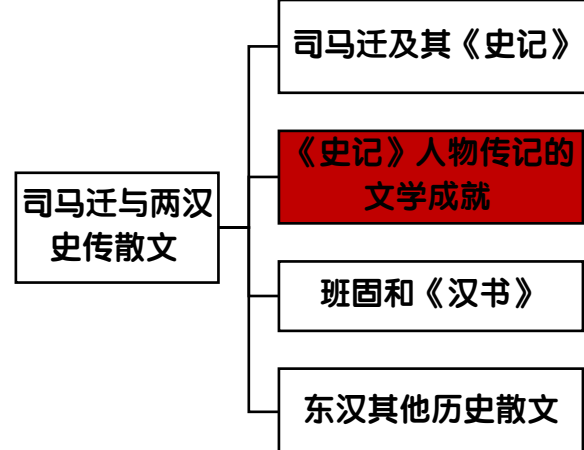 司马迁与两汉
史传散文
司马迁及其《史记》
《史记》人物传记的
文学成就
班固和《汉书》
东汉其他历史散文